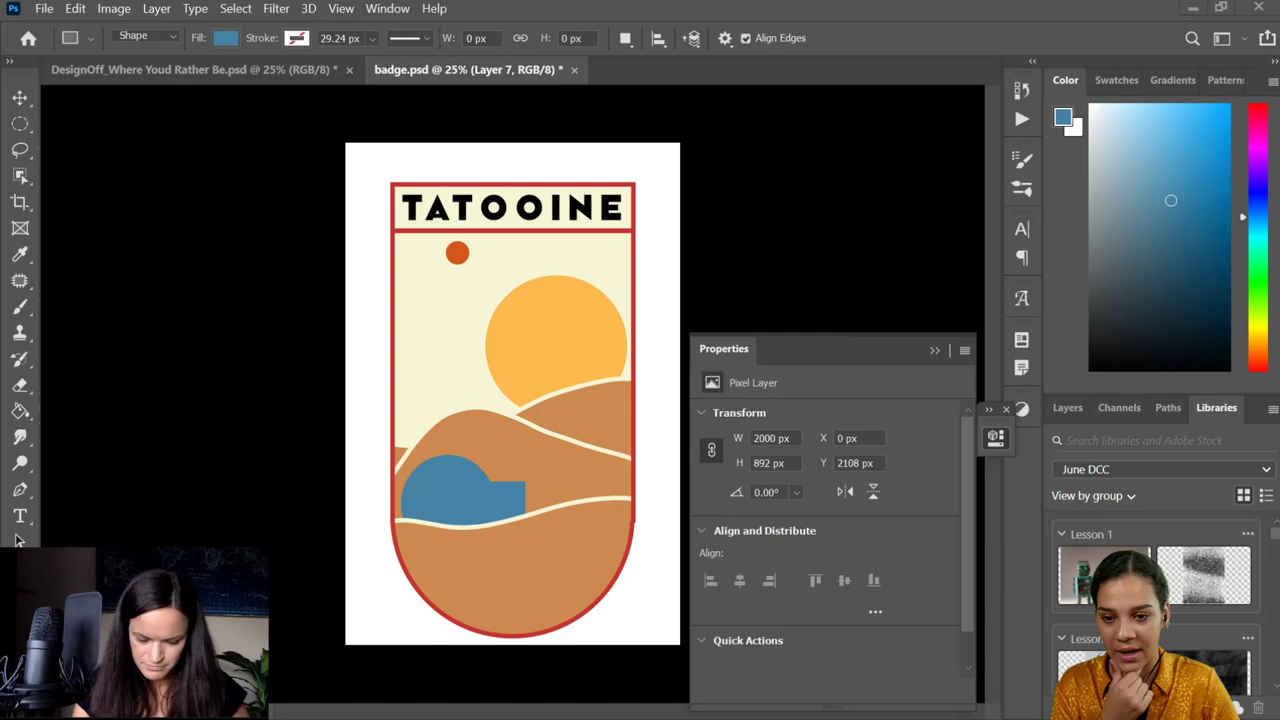 Ps File Edit Image Layer Type Select Filter 3D View Window Help
Shape Fill: Stroke: 29.24 px W: 0 px H: 0 px Align Edges
DesignOff_Where Youd Rather Be.psd @ 25% (RGB/8) * × badge.psd @ 25% (Layer 7, RGB/8) * ×
Color Swatches Gradients Patterns
TATOOINE
Properties
Pixel Layer
Transform
W 2000 px X 0 px
H 892 px Y 2108 px
0.00°
Align and Distribute
Align:
Quick Actions
Layers Channels Paths Libraries
Search libraries and Adobe Stock
June DCC
View by group
Lesson 1